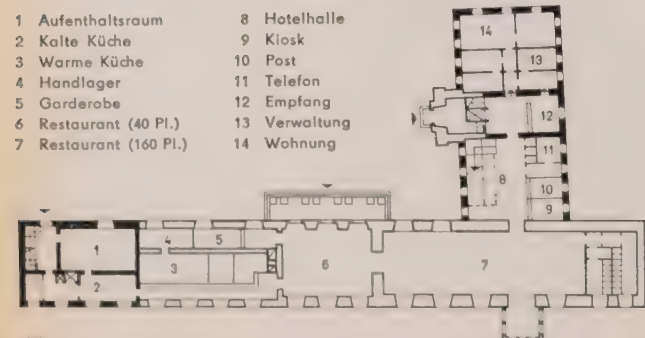 1 Aufenthaltsraum
2 Kalte Küche
3 Warme Küche
4 Handlager
5 Garderobe
6 Restaurant (40 Pl.)
7 Restaurant (160 Pl.)
8 Hotelhalle
9 Kiosk
10 Post
11 Telefon
12 Empfang
13 Verwaltung
14 Wohnung
14
13
12
11
8
10
9
1
4
5
3
2
6
7